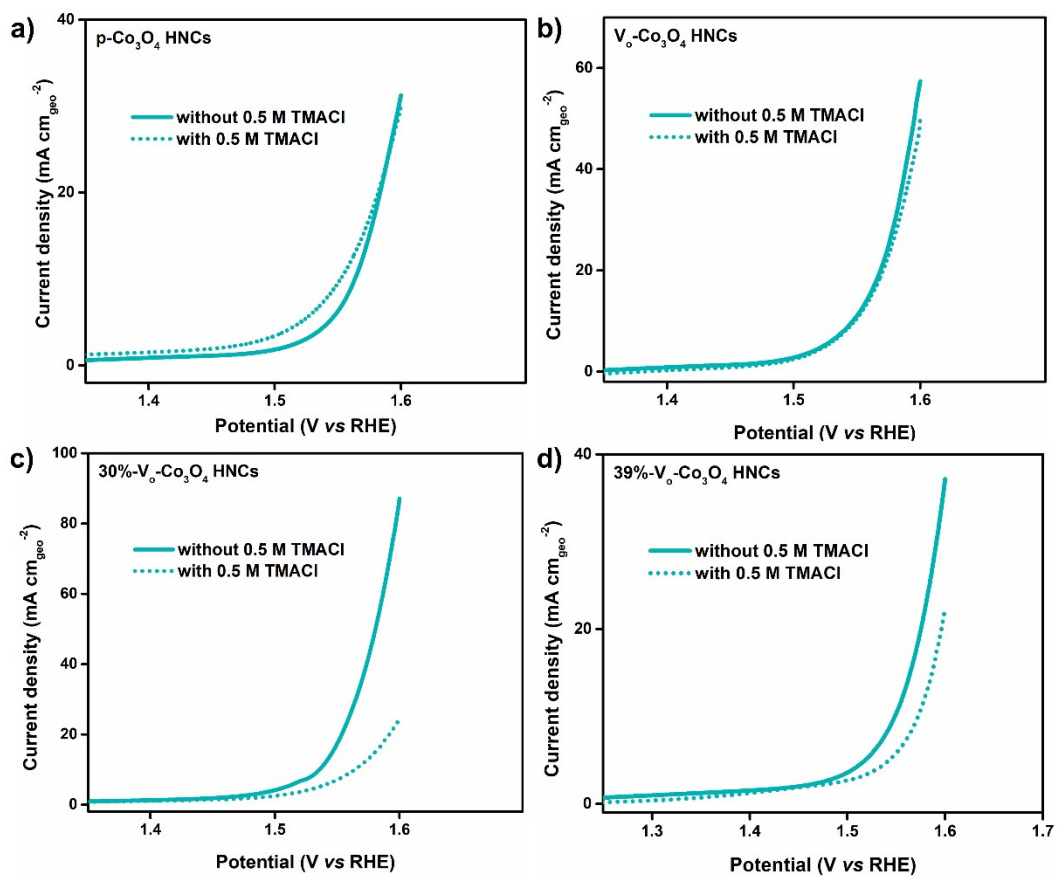 a)
p-Co₃O₄ HNCs
without 0.5 M TMACl
with 0.5 M TMACl
Current density (mA cm_geo⁻²)
40
20
0
1.4
1.5
1.6
Potential (V vs RHE)
b)
Vₒ-Co₃O₄ HNCs
without 0.5 M TMACl
with 0.5 M TMACl
Current density (mA cm_geo⁻²)
60
40
20
0
1.4
1.5
1.6
Potential (V vs RHE)
c)
30%-Vₒ-Co₃O₄ HNCs
without 0.5 M TMACl
with 0.5 M TMACl
Current density (mA cm_geo⁻²)
100
80
60
40
20
0
1.4
1.5
1.6
Potential (V vs RHE)
d)
39%-Vₒ-Co₃O₄ HNCs
without 0.5 M TMACl
with 0.5 M TMACl
Current density (mA cm_geo⁻²)
40
20
0
1.3
1.4
1.5
1.6
1.7
Potential (V vs RHE)